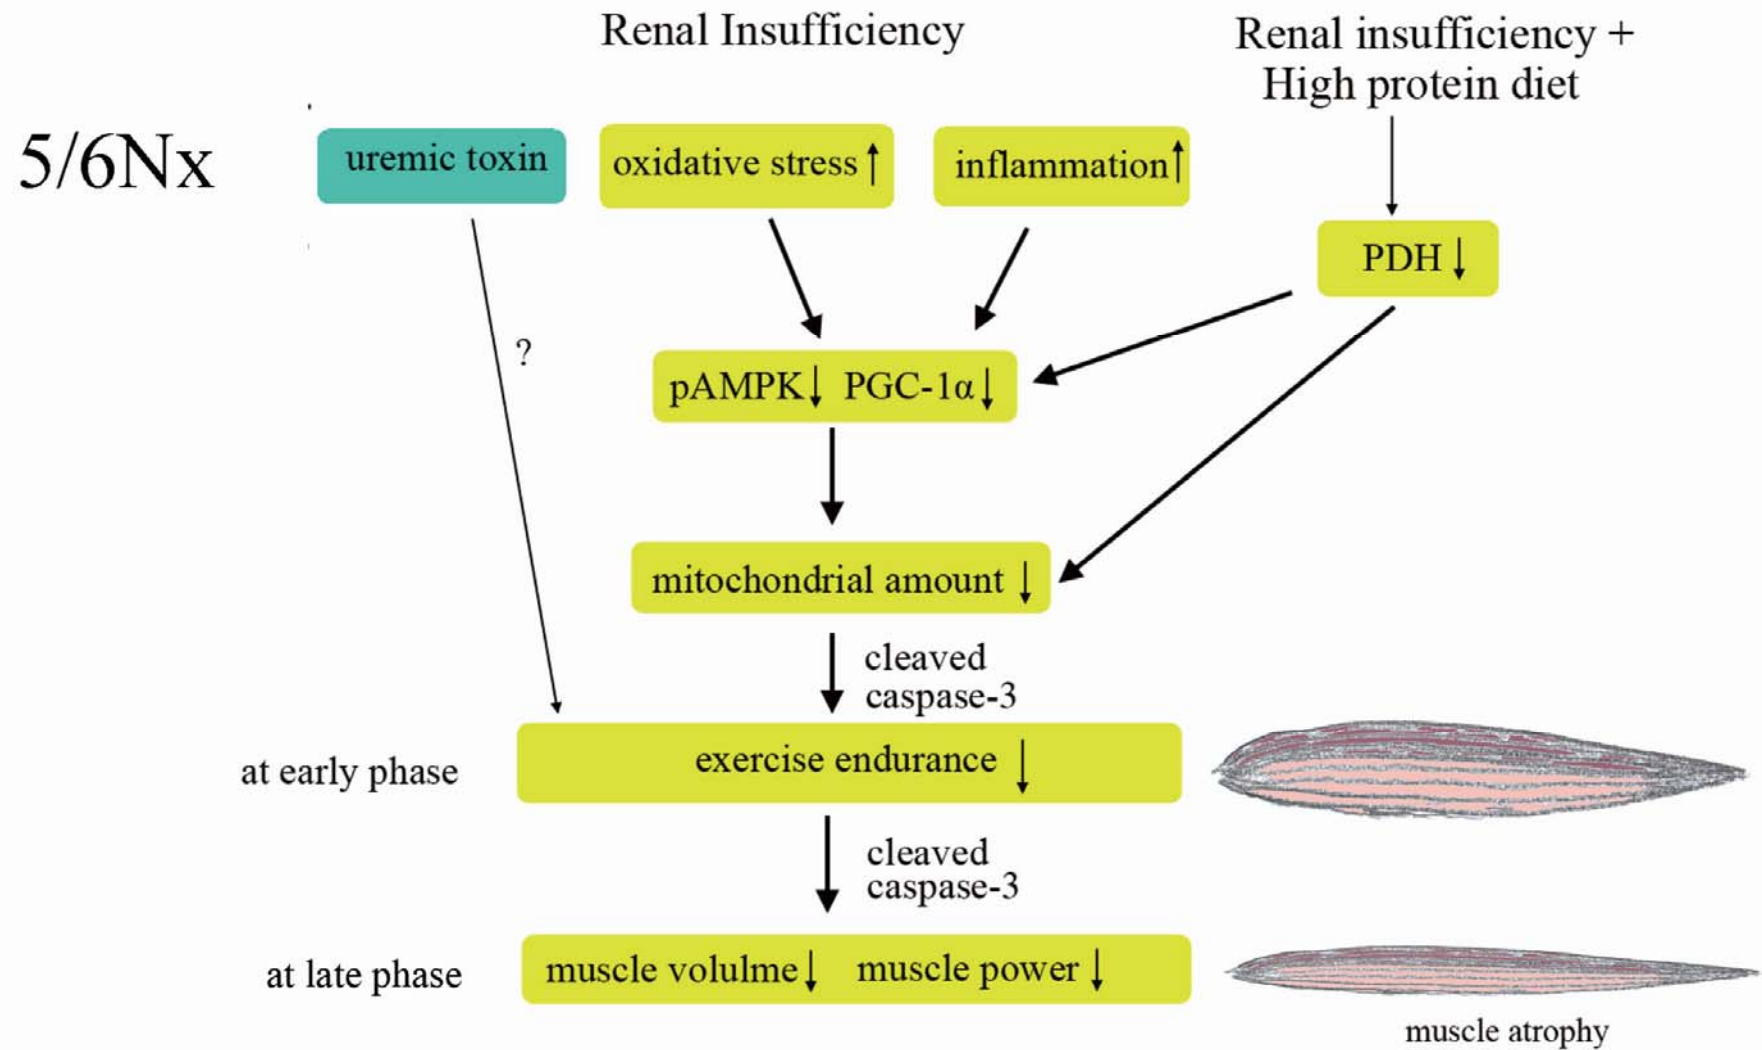 Renal Insufficiency
Renal insufficiency +
High protein diet
5/6Nx
uremic toxin
oxidative stress↑
inflammation↑
PDH↓
?
pAMPK↓ PGC-1α↓
mitochondrial amount ↓
cleaved
caspase-3
at early phase
exercise endurance ↓
cleaved
caspase-3
at late phase
muscle volulme↓ muscle power ↓
muscle atrophy